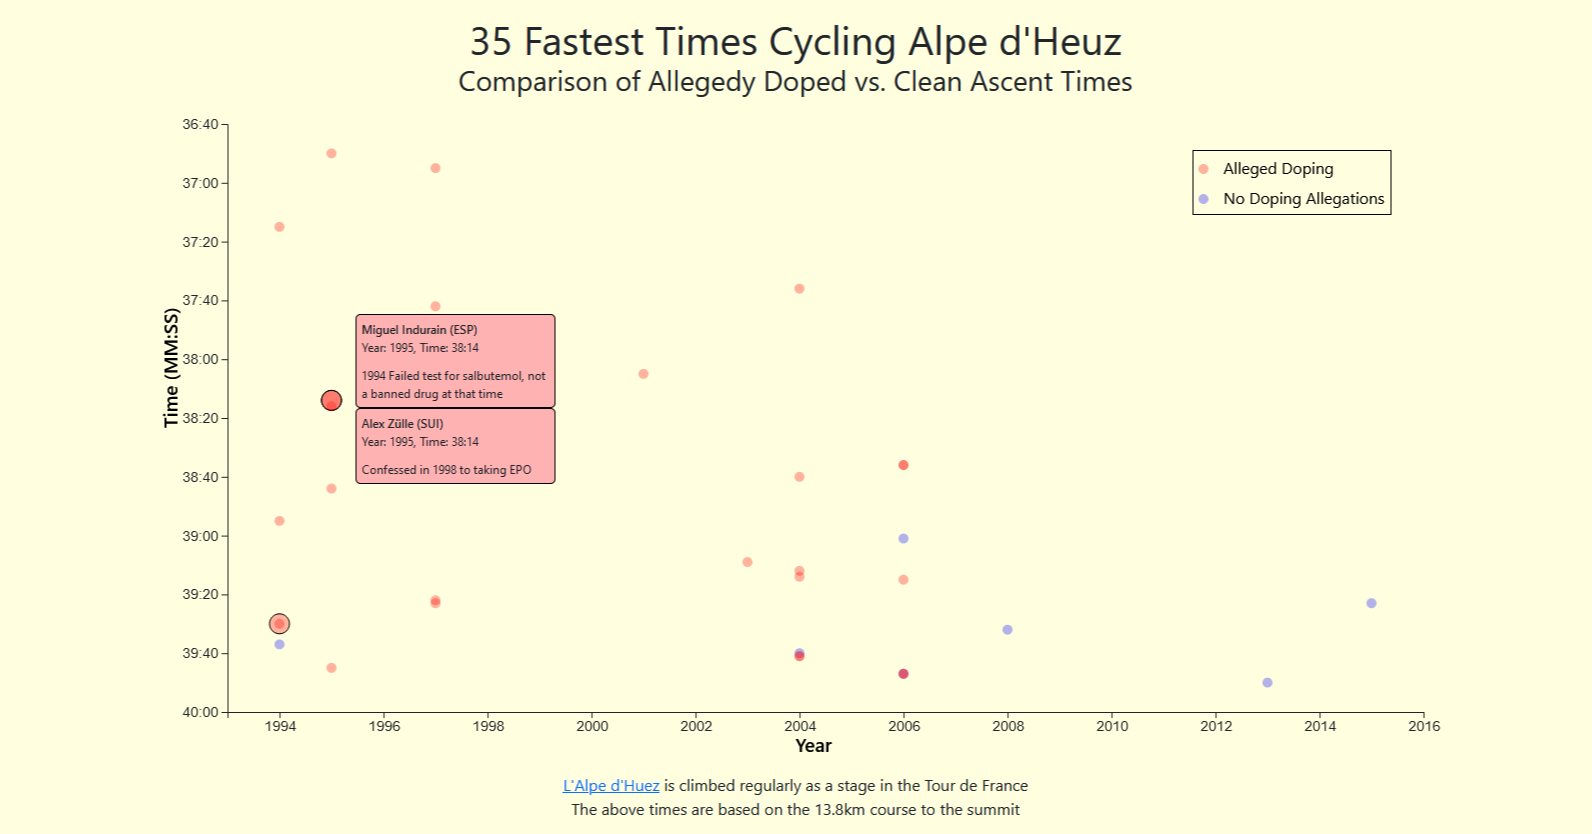 35 Fastest Times Cycling Alpe d'Heuz
Comparison of Allegedy Doped vs. Clean Ascent Times
36:40
37:00
37:20
37:40
38:00
38:20
38:40
39:00
39:20
39:40
40:00
Time (MM:SS)
Alleged Doping
No Doping Allegations
Miguel Indurain (ESP)
Year: 1995, Time: 38:14
1994 Failed test for salbutemol, not
a banned drug at that time
Alex Zülle (SUI)
Year: 1995, Time: 38:14
Confessed in 1998 to taking EPO
1994 1996 1998 2000 2002 2004 2006 2008 2010 2012 2014 2016
Year
L'Alpe d'Huez is climbed regularly as a stage in the Tour de France
The above times are based on the 13.8km course to the summit